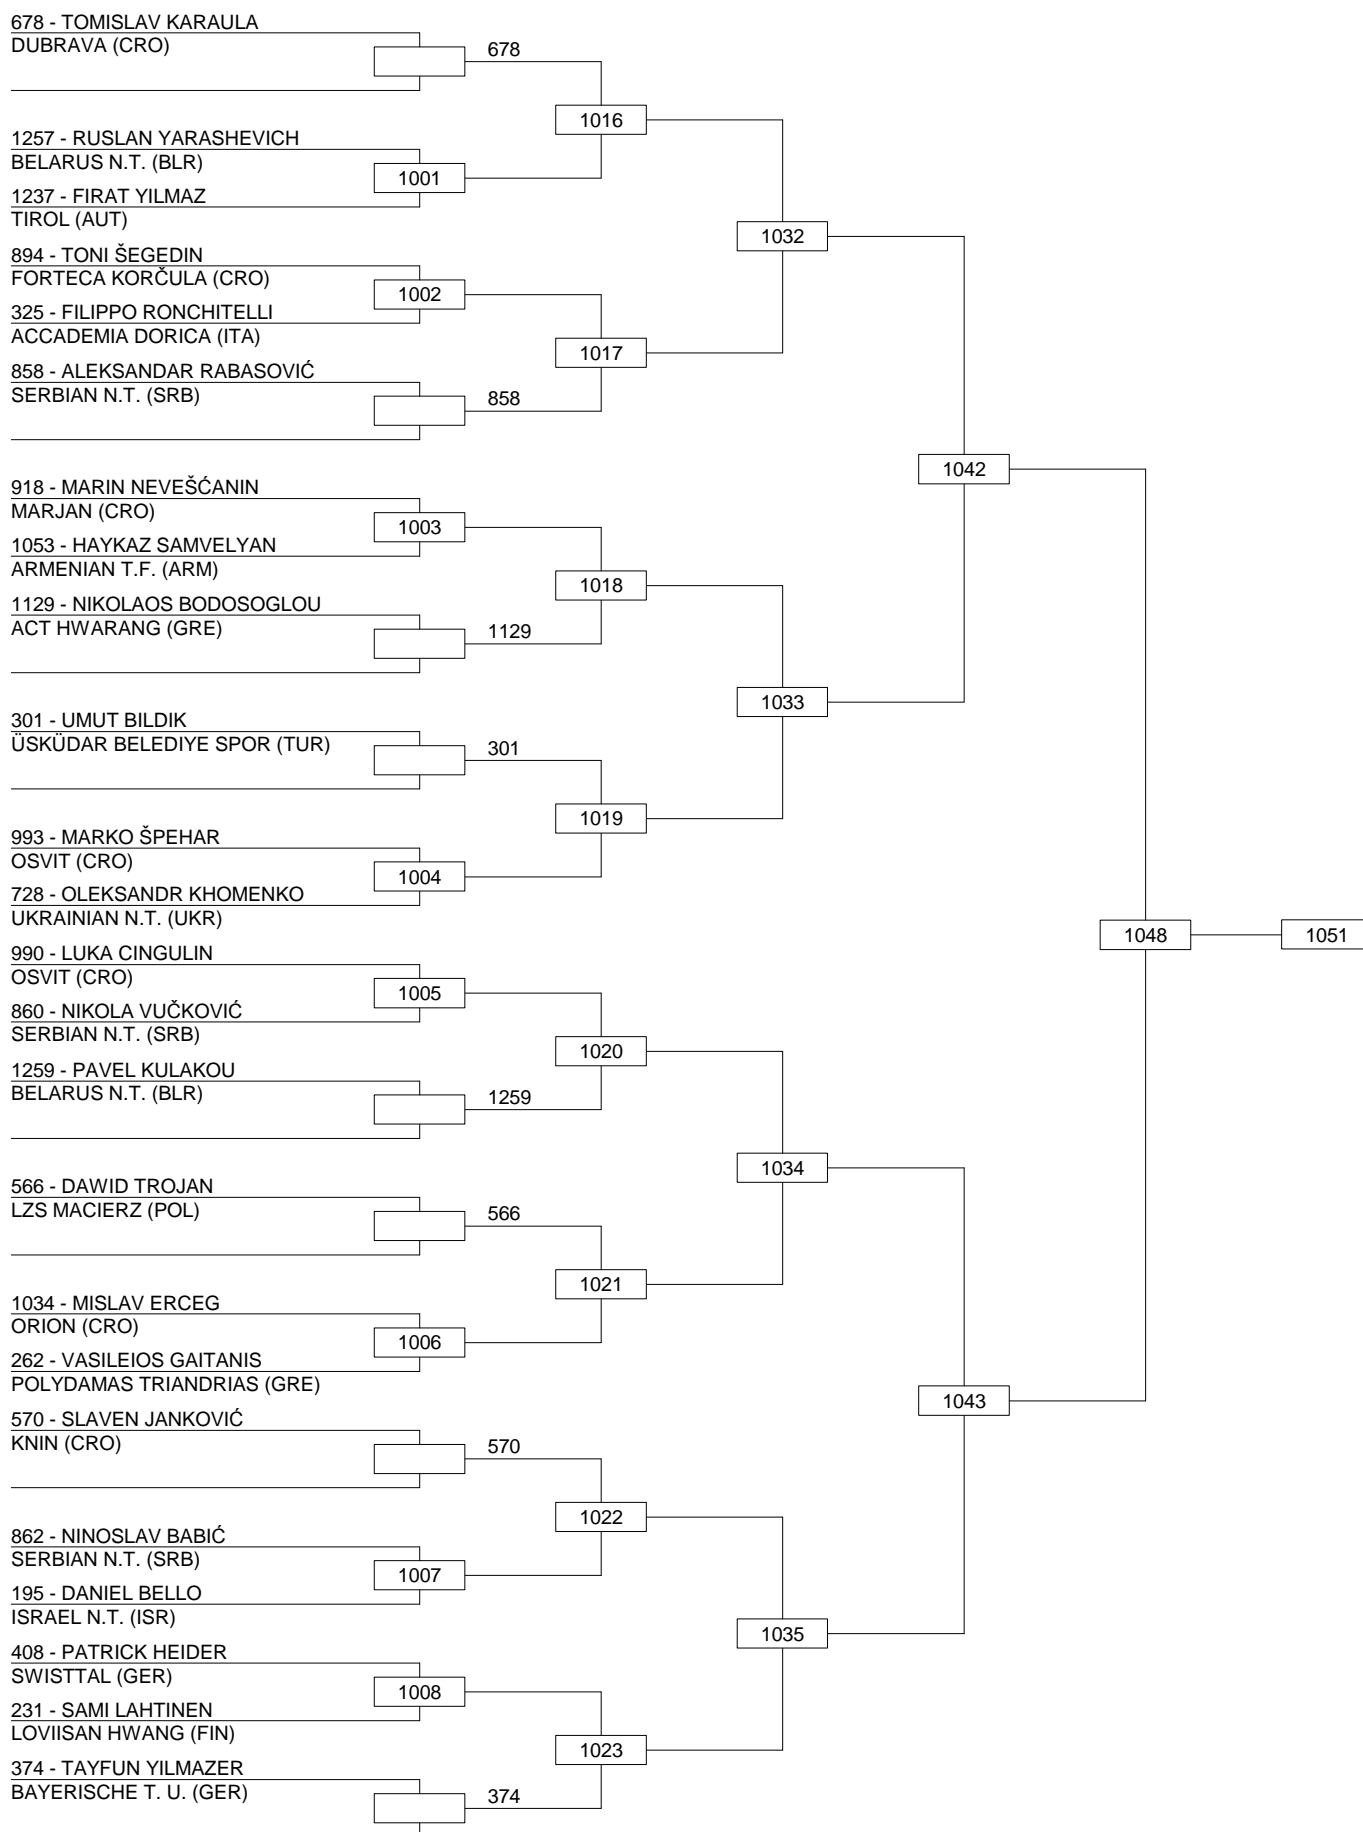 678 - TOMISLAV KARAULA
DUBRAVA (CRO)
678
1016
1257 - RUSLAN YARASHEVICH
BELARUS N.T. (BLR)
1001
1237 - FIRAT YILMAZ
TIROL (AUT)
1032
894 - TONI ŠEGEDIN
FORTECA KORČULA (CRO)
1002
325 - FILIPPO RONCHITELLI
ACCADEMIA DORICA (ITA)
1017
858 - ALEKSANDAR RABASOVIĆ
SERBIAN N.T. (SRB)
858
1042
918 - MARIN NEVEŠĆANIN
MARJAN (CRO)
1003
1053 - HAYKAZ SAMVELYAN
ARMENIAN T.F. (ARM)
1018
1129 - NIKOLAOS BODOSOGLOU
ACT HWARANG (GRE)
1129
1033
301 - UMUT BILDIK
ÜSKÜDAR BELEDIYE SPOR (TUR)
301
1019
993 - MARKO ŠPEHAR
OSVIT (CRO)
1004
728 - OLEKSANDR KHOMENKO
UKRAINIAN N.T. (UKR)
1048
1051
990 - LUKA CINGULIN
OSVIT (CRO)
1005
860 - NIKOLA VUČKOVIĆ
SERBIAN N.T. (SRB)
1020
1259 - PAVEL KULAKOU
BELARUS N.T. (BLR)
1259
1034
566 - DAWID TROJAN
LZS MACIERZ (POL)
566
1021
1034 - MISLAV ERCEG
ORION (CRO)
1006
262 - VASILEIOS GAITANIS
POLYDAMAS TRIANDRIAS (GRE)
1043
570 - SLAVEN JANKOVIĆ
KNIN (CRO)
570
1022
862 - NINOSLAV BABIĆ
SERBIAN N.T. (SRB)
1007
195 - DANIEL BELLO
ISRAEL N.T. (ISR)
1035
408 - PATRICK HEIDER
SWISTTAL (GER)
1008
231 - SAMI LAHTINEN
LOVIISAN HWANG (FIN)
1023
374 - TAYFUN YILMAZER
BAYERISCHE T. U. (GER)
374